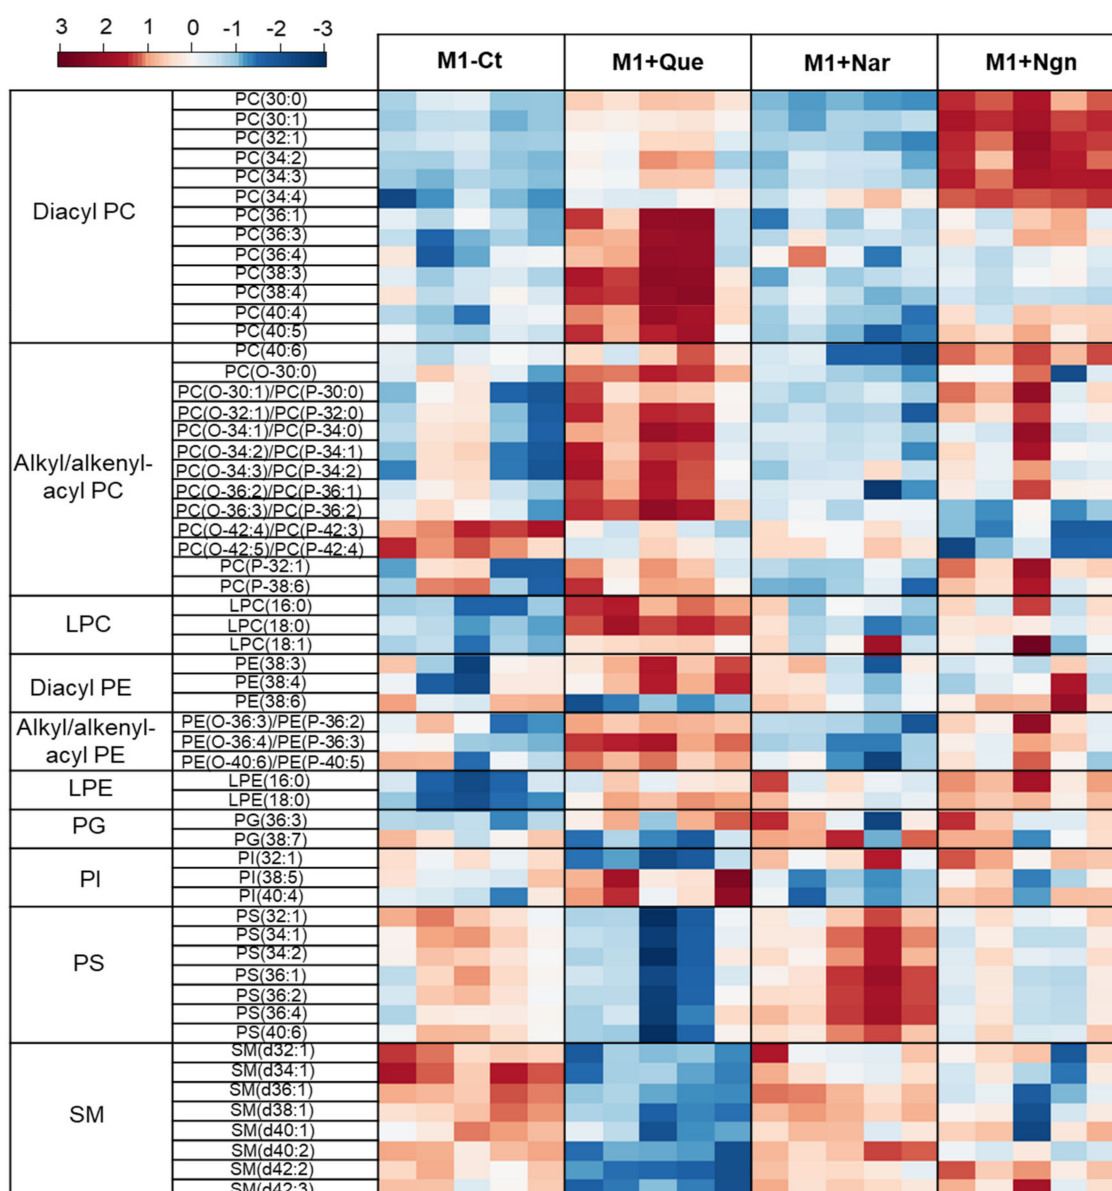 3 2 1 0 -1 -2 -3
M1-Ct M1+Que M1+Nar M1+Ngn
Diacyl PC
PC(30:0)
PC(30:1)
PC(32:1)
PC(34:2)
PC(34:3)
PC(34:4)
PC(36:1)
PC(36:3)
PC(36:4)
PC(38:3)
PC(38:4)
PC(40:4)
PC(40:5)
Alkyl/alkenyl-
acyl PC
PC(40:6)
PC(O-30:0)
PC(O-30:1)/PC(P-30:0)
PC(O-32:1)/PC(P-32:0)
PC(O-34:1)/PC(P-34:0)
PC(O-34:2)/PC(P-34:1)
PC(O-34:3)/PC(P-34:2)
PC(O-36:2)/PC(P-36:1)
PC(O-36:3)/PC(P-36:2)
PC(O-42:4)/PC(P-42:3)
PC(O-42:5)/PC(P-42:4)
PC(P-32:1)
PC(P-38:6)
LPC
LPC(16:0)
LPC(18:0)
LPC(18:1)
Diacyl PE
PE(38:3)
PE(38:4)
PE(38:6)
Alkyl/alkenyl-
acyl PE
PE(O-36:3)/PE(P-36:2)
PE(O-36:4)/PE(P-36:3)
PE(O-40:6)/PE(P-40:5)
LPE
LPE(16:0)
LPE(18:0)
PG
PG(36:3)
PG(38:7)
PI
PI(32:1)
PI(38:5)
PI(40:4)
PS
PS(32:1)
PS(34:1)
PS(34:2)
PS(36:1)
PS(36:2)
PS(36:4)
PS(40:6)
SM
SM(d32:1)
SM(d34:1)
SM(d36:1)
SM(d38:1)
SM(d40:1)
SM(d40:2)
SM(d42:2)
SM(d42:3)